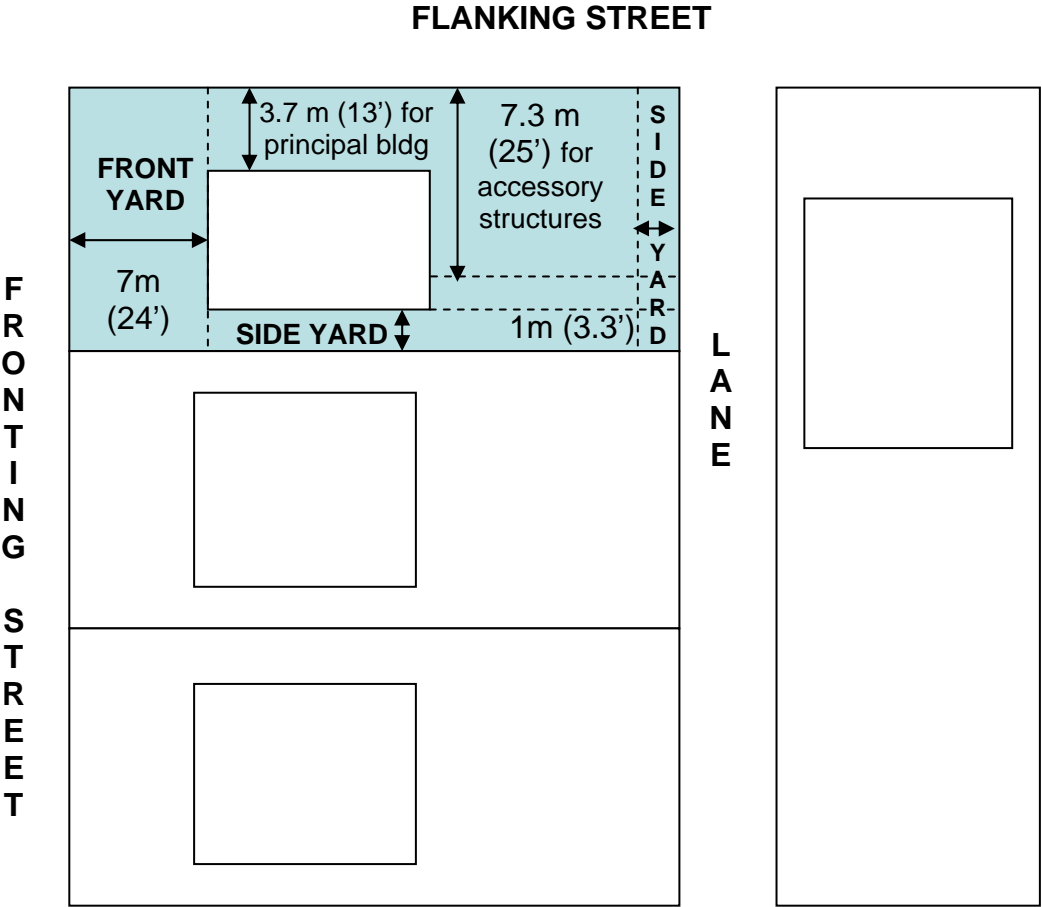 FLANKING STREET
3.7 m (13’) for
principal bldg
7.3 m
(25’) for
accessory
structures
SIDE YARD
FRONT
YARD
7m
(24’)
SIDE YARD
1m (3.3’)
FRONTING STREET
LANE